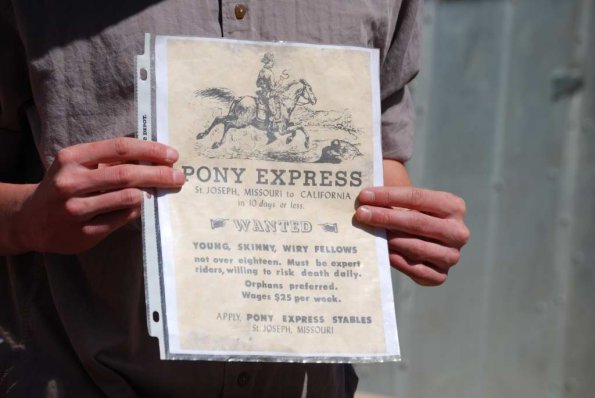 PONY EXPRESS
ST. JOSEPH, MISSOURI to CALIFORNIA
in 10 days or less.
WANTED
YOUNG, SKINNY, WIRY FELLOWS
not over eighteen. Must be expert
riders, willing to risk death daily.
Orphans preferred.
Wages $25 per week.
APPLY, PONY EXPRESS STABLES
ST. JOSEPH, MISSOURI
DEPOT.